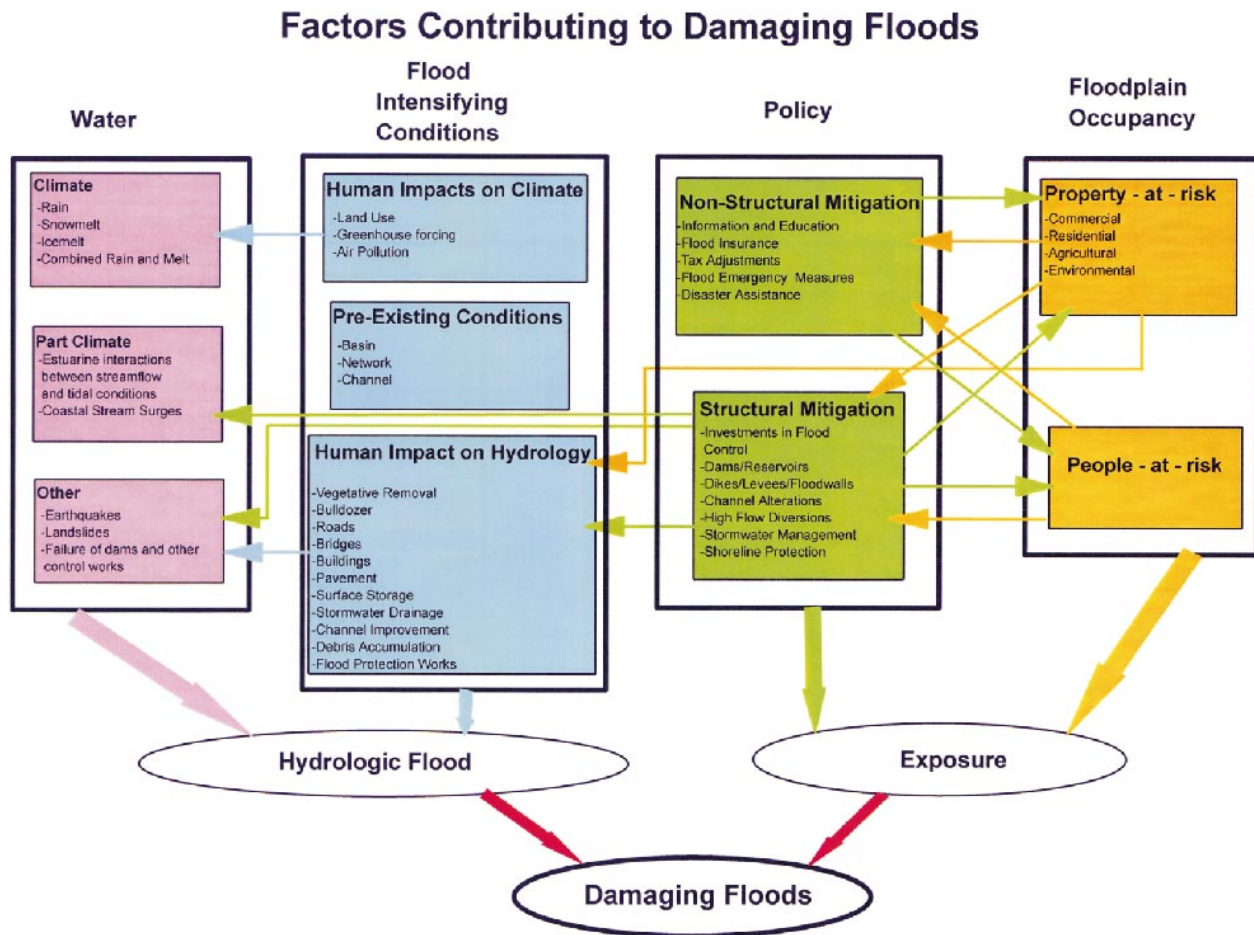 Factors Contributing to Damaging Floods
Water
Flood
Intensifying
Conditions
Policy
Floodplain
Occupancy
Climate
-Rain
-Snowmelt
-Icemelt
-Combined Rain and Melt
Part Climate
-Estuarine interactions
between streamflow
and tidal conditions
-Coastal Stream Surges
Other
-Earthquakes
-Landslides
-Failure of dams and other
control works
Human Impacts on Climate
-Land Use
-Greenhouse forcing
-Air Pollution
Pre-Existing Conditions
-Basin
-Network
-Channel
Human Impact on Hydrology
-Vegetative Removal
-Bulldozer
-Roads
-Bridges
-Buildings
-Pavement
-Surface Storage
-Stormwater Drainage
-Channel Improvement
-Debris Accumulation
-Flood Protection Works
Non-Structural Mitigation
-Information and Education
-Flood Insurance
-Tax Adjustments
-Flood Emergency Measures
-Disaster Assistance
Structural Mitigation
-Investments in Flood
Control
-Dams/Reservoirs
-Dikes/Levees/Floodwalls
-Channel Alterations
-High Flow Diversions
-Stormwater Management
-Shoreline Protection
Property - at - risk
-Commercial
-Residential
-Agricultural
-Environmental
People - at - risk
Hydrologic Flood
Exposure
Damaging Floods